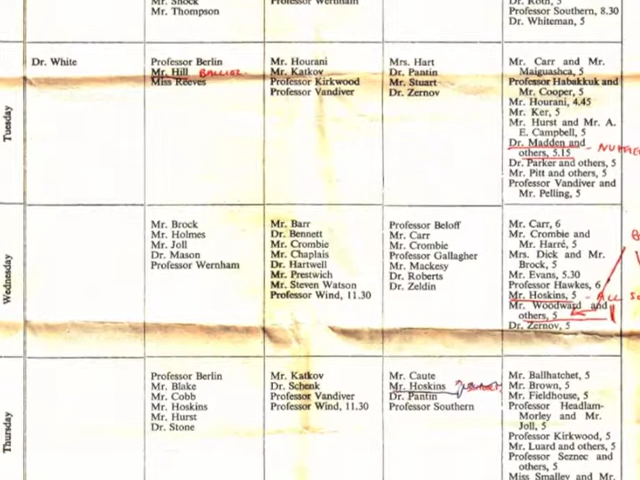 Mr. Thompson
Professor Southern, 8.30
Dr. Whiteman, 5
Tuesday
Dr. White
Professor Berlin
Mr. Hill BALLIOL
Miss Reeves
Mr. Hourani
Mr. Katkov
Professor Kirkwood
Professor Vandiver
Mrs. Hart
Dr. Pantin
Mr. Stuart
Dr. Zernov
Mr. Carr and Mr.
Maiguashca, 5
Professor Habakkuk and
Mr. Cooper, 5
Mr. Hourani, 4.45
Mr. Ker, 5
Mr. Hurst and Mr. A.
E. Campbell, 5
Dr. Madden and
others, 5.15
Dr. Parker and others, 5
Mr. Pitt and others, 5
Professor Vandiver and
Mr. Pelling, 5
Wednesday
Mr. Brock
Mr. Holmes
Mr. Joll
Dr. Mason
Professor Wernham
Mr. Barr
Dr. Bennett
Mr. Crombie
Mr. Chaplais
Dr. Hartwell
Mr. Prestwich
Mr. Steven Watson
Professor Wind, 11.30
Professor Beloff
Mr. Carr
Mr. Crombie
Professor Gallagher
Mr. Mackesy
Dr. Roberts
Dr. Zeldin
Mr. Carr, 6
Mr. Crombie and
Mr. Harré, 5
Mrs. Dick and Mr.
Brock, 5
Mr. Evans, 5.30
Professor Hawkes, 6
Mr. Hoskins, 5 - ALL
Mr. Woodward and
others, 5
Dr. Zernov, 5
Thursday
Professor Berlin
Mr. Blake
Mr. Cobb
Mr. Hoskins
Mr. Hurst
Dr. Stone
Mr. Katkov
Dr. Schenk
Professor Vandiver
Professor Wind, 11.30
Mr. Caute
Mr. Hoskins
Dr. Pantin
Professor Southern
Mr. Ballhatchet, 5
Mr. Brown, 5
Mr. Fieldhouse, 5
Professor Headlam-
Morley and Mr.
Joll, 5
Professor Kirkwood, 5
Mr. Luard and others, 5
Professor Seznec and
others, 5
Miss Smalley and Mr.